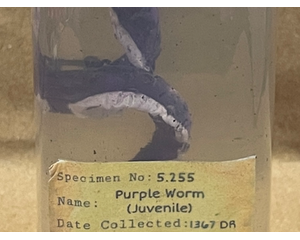 Specimen No: 5.255
Name: Purple Worm
(Juvenile)
Date Collected: 1367 DR